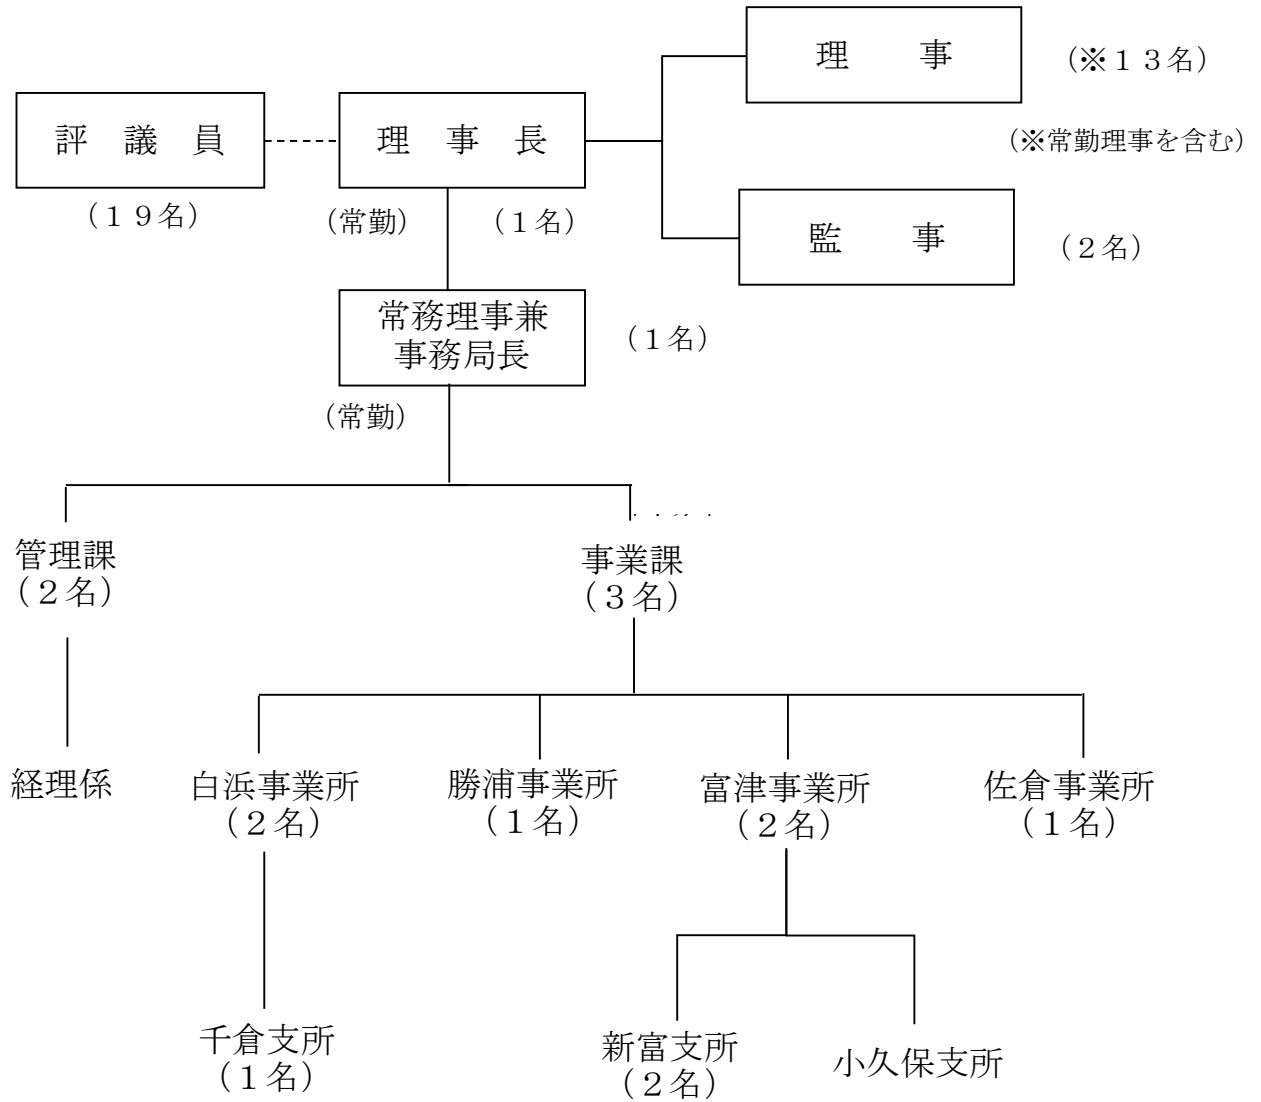 理　事
（※１３名）
評　議　員
理　事　長
（※常勤理事を含む）
（１９名）
（常勤）
（１名）
監　事
（２名）
常務理事兼
事務局長
（１名）
（常勤）
管理課
（２名）
事業課
（３名）
経理係
白浜事業所
（２名）
勝浦事業所
（１名）
富津事業所
（２名）
佐倉事業所
（１名）
千倉支所
（１名）
新富支所
（２名）
小久保支所